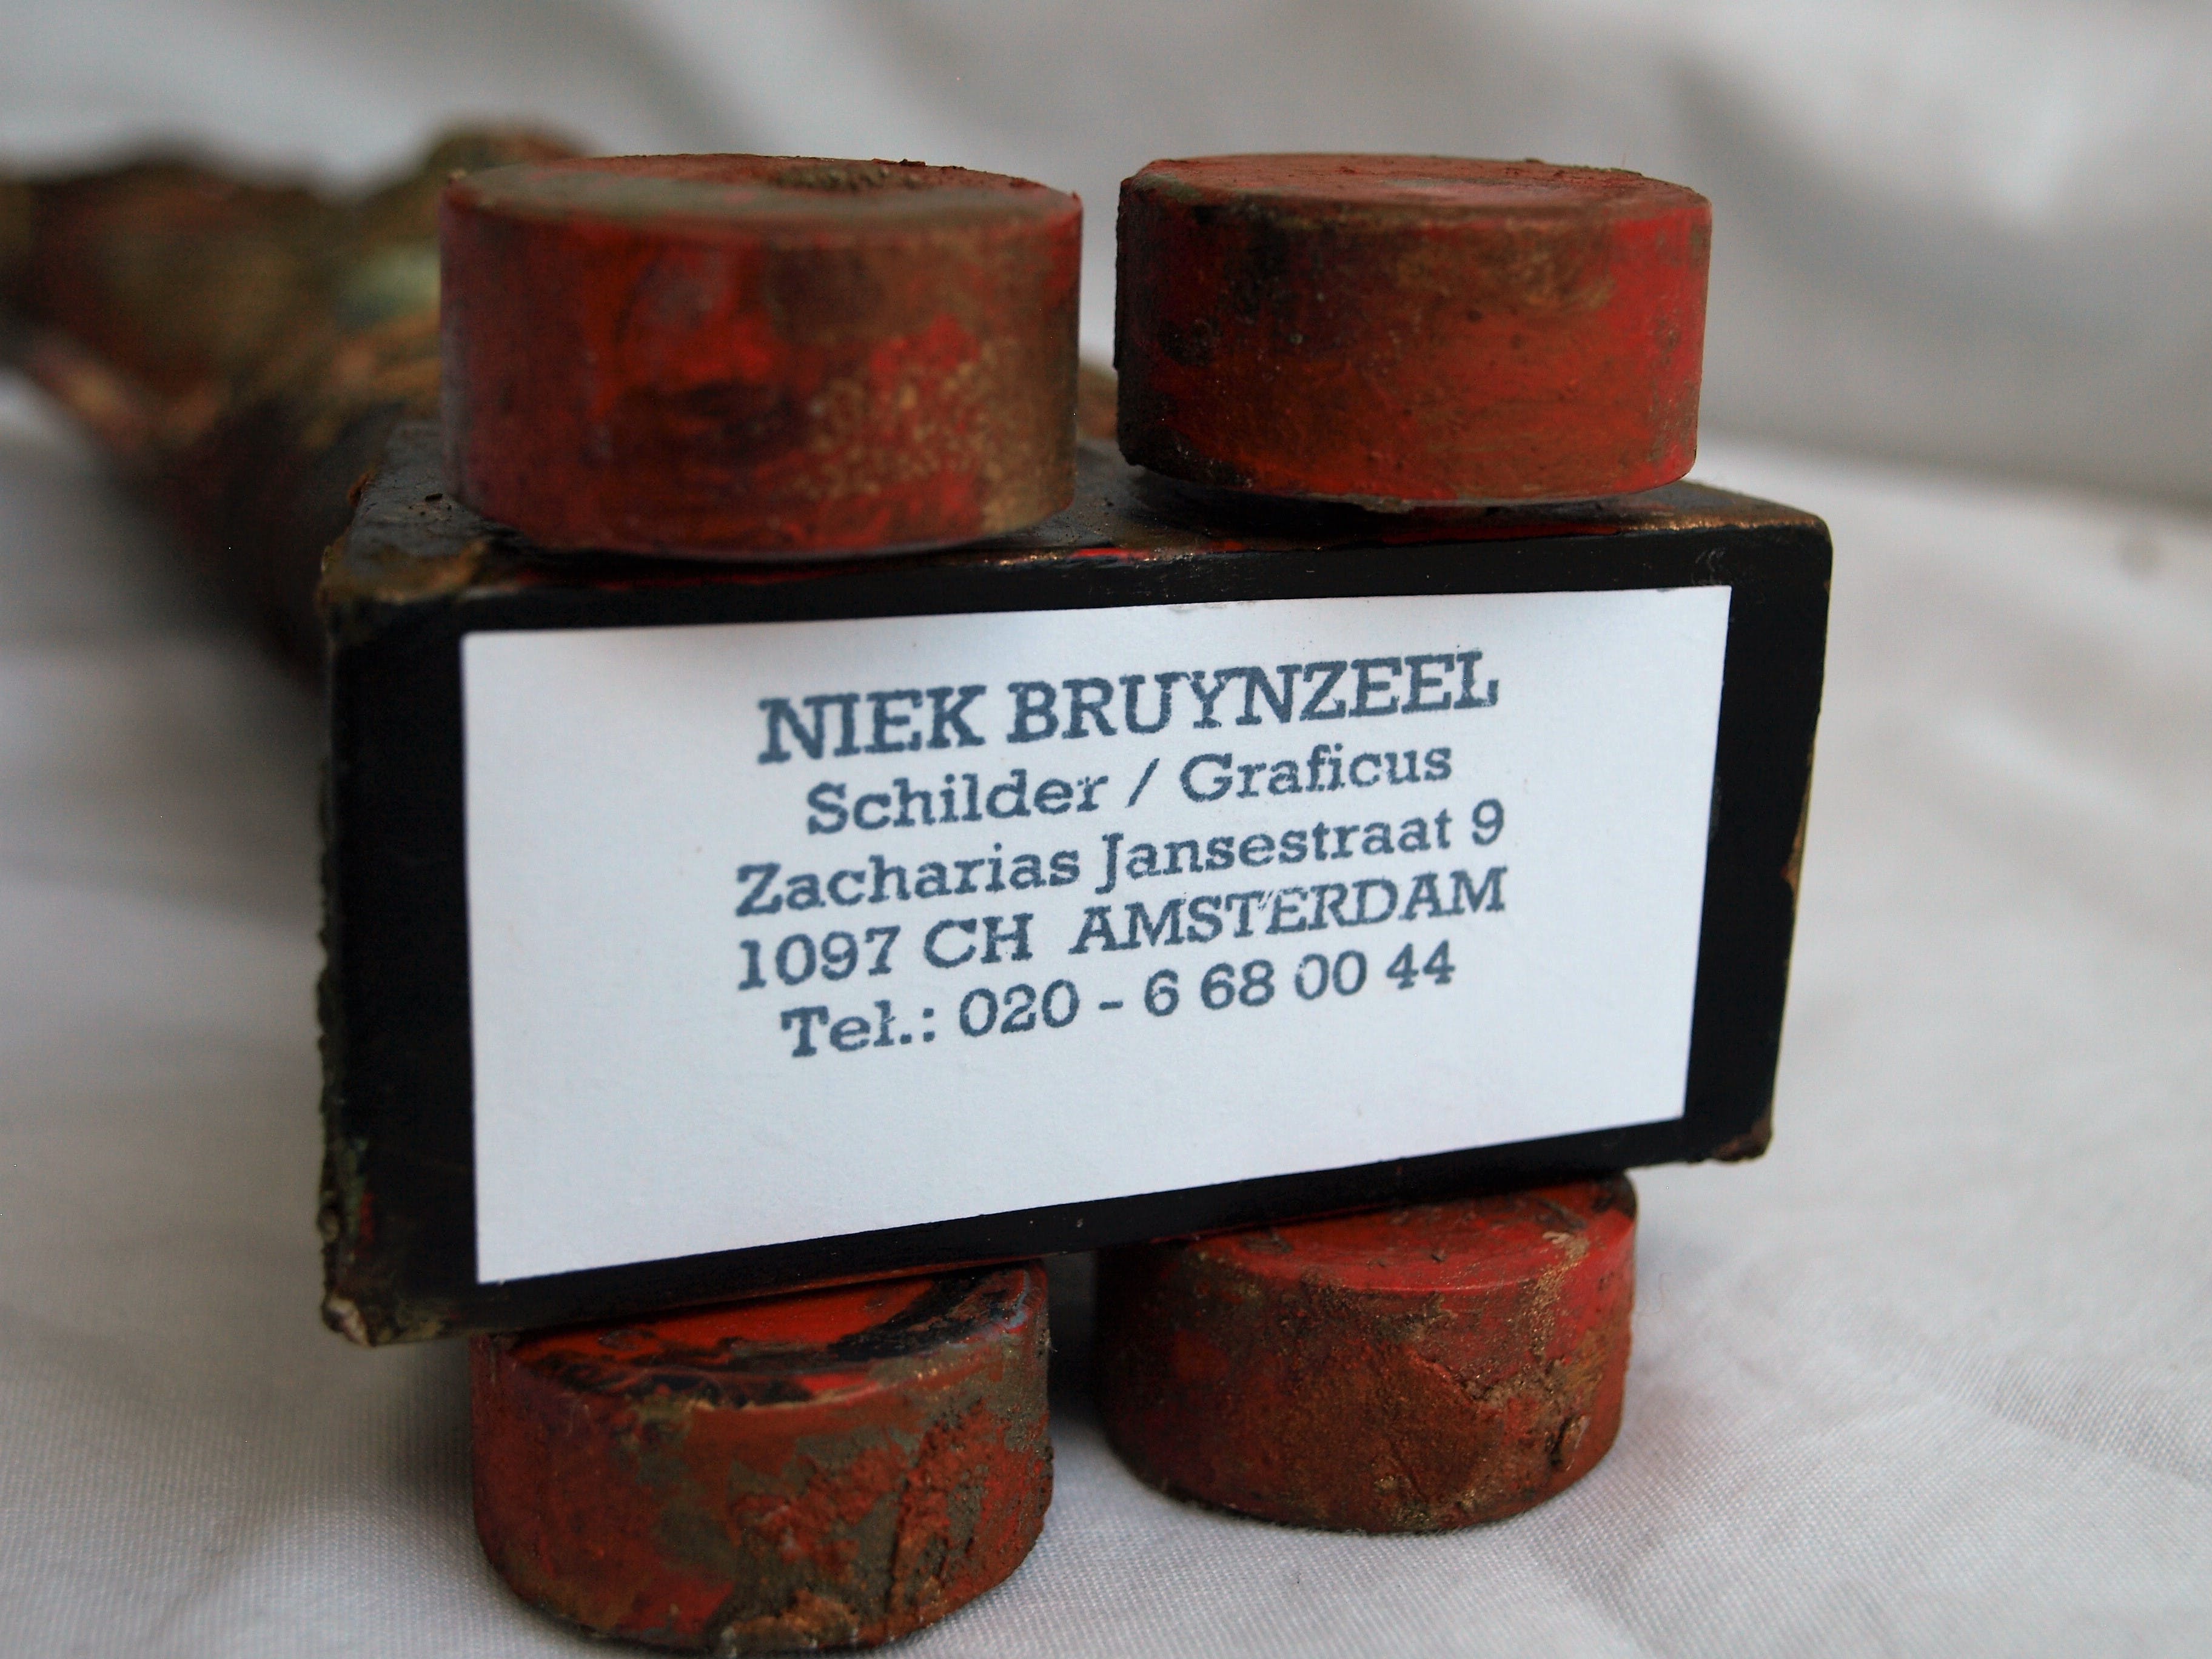 NIEK BRUYNZEEL
Schilder / Graficus
Zacharias Jansestraat 9
1097 CH AMSTERDAM
Tel.: 020 - 6 68 00 44